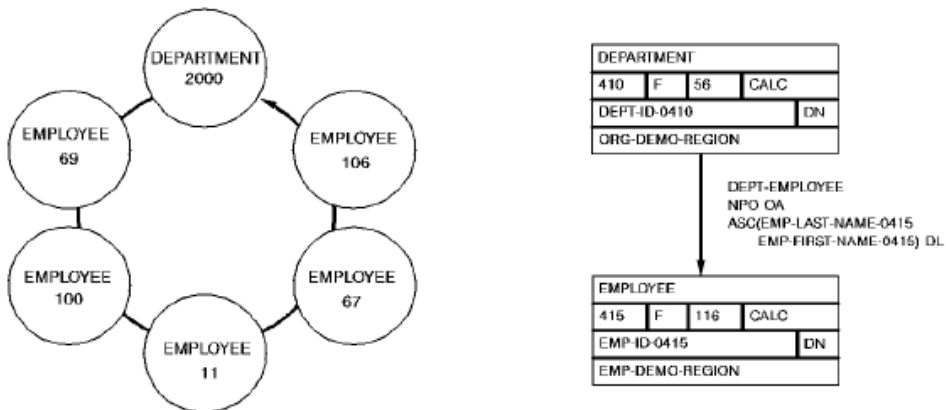 DEPARTMENT
2000
EMPLOYEE
69
EMPLOYEE
106
EMPLOYEE
100
EMPLOYEE
67
EMPLOYEE
11
DEPARTMENT
410 F 56 CALC
DEPT-ID-0410 DN
ORG-DEMO-REGION
DEPT-EMPLOYEE
NPO OA
ASC(EMP-LAST-NAME-0415
EMP-FIRST-NAME-0415) DL
EMPLOYEE
415 F 116 CALC
EMP-ID-0415 DN
EMP-DEMO-REGION